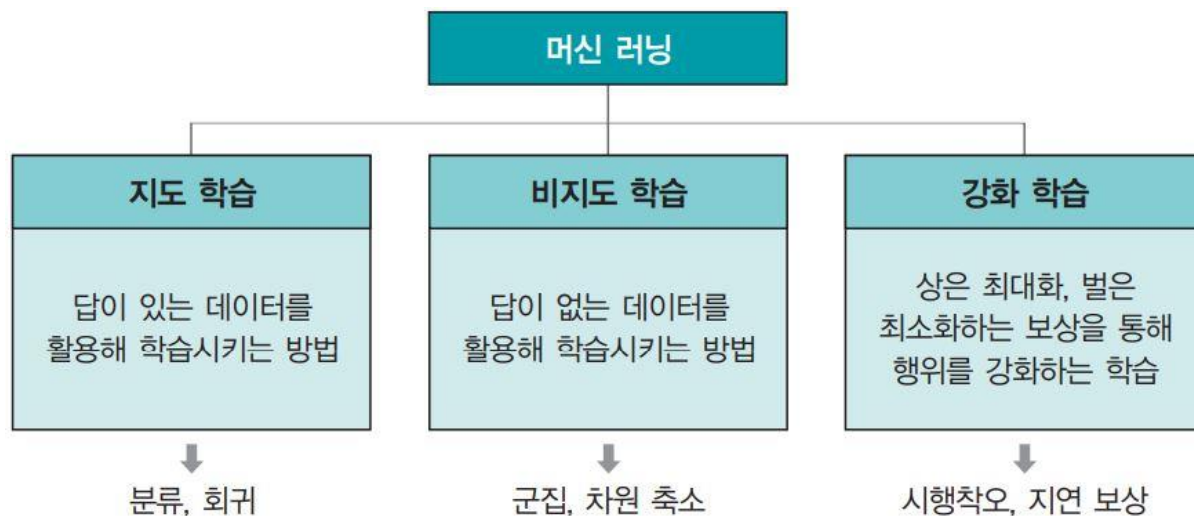 머신 러닝
지도 학습
답이 있는 데이터를
활용해 학습시키는 방법
분류, 회귀
비지도 학습
답이 없는 데이터를
활용해 학습시키는 방법
군집, 차원 축소
강화 학습
상은 최대화, 벌은
최소화하는 보상을 통해
행위를 강화하는 학습
시행착오, 지연 보상